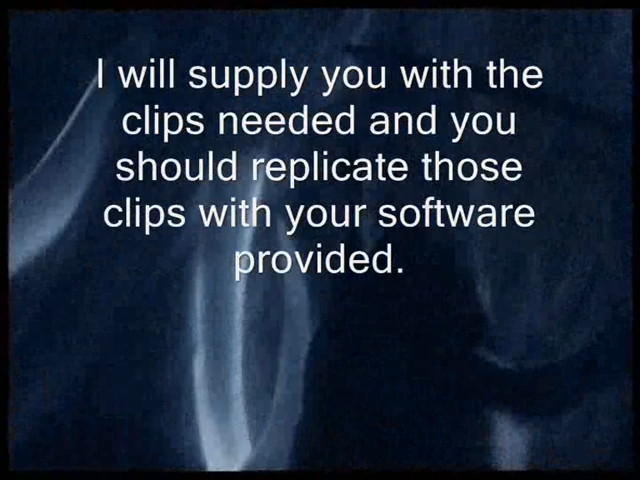 I will supply you with the
clips needed and you
should replicate those
clips with your software
provided.